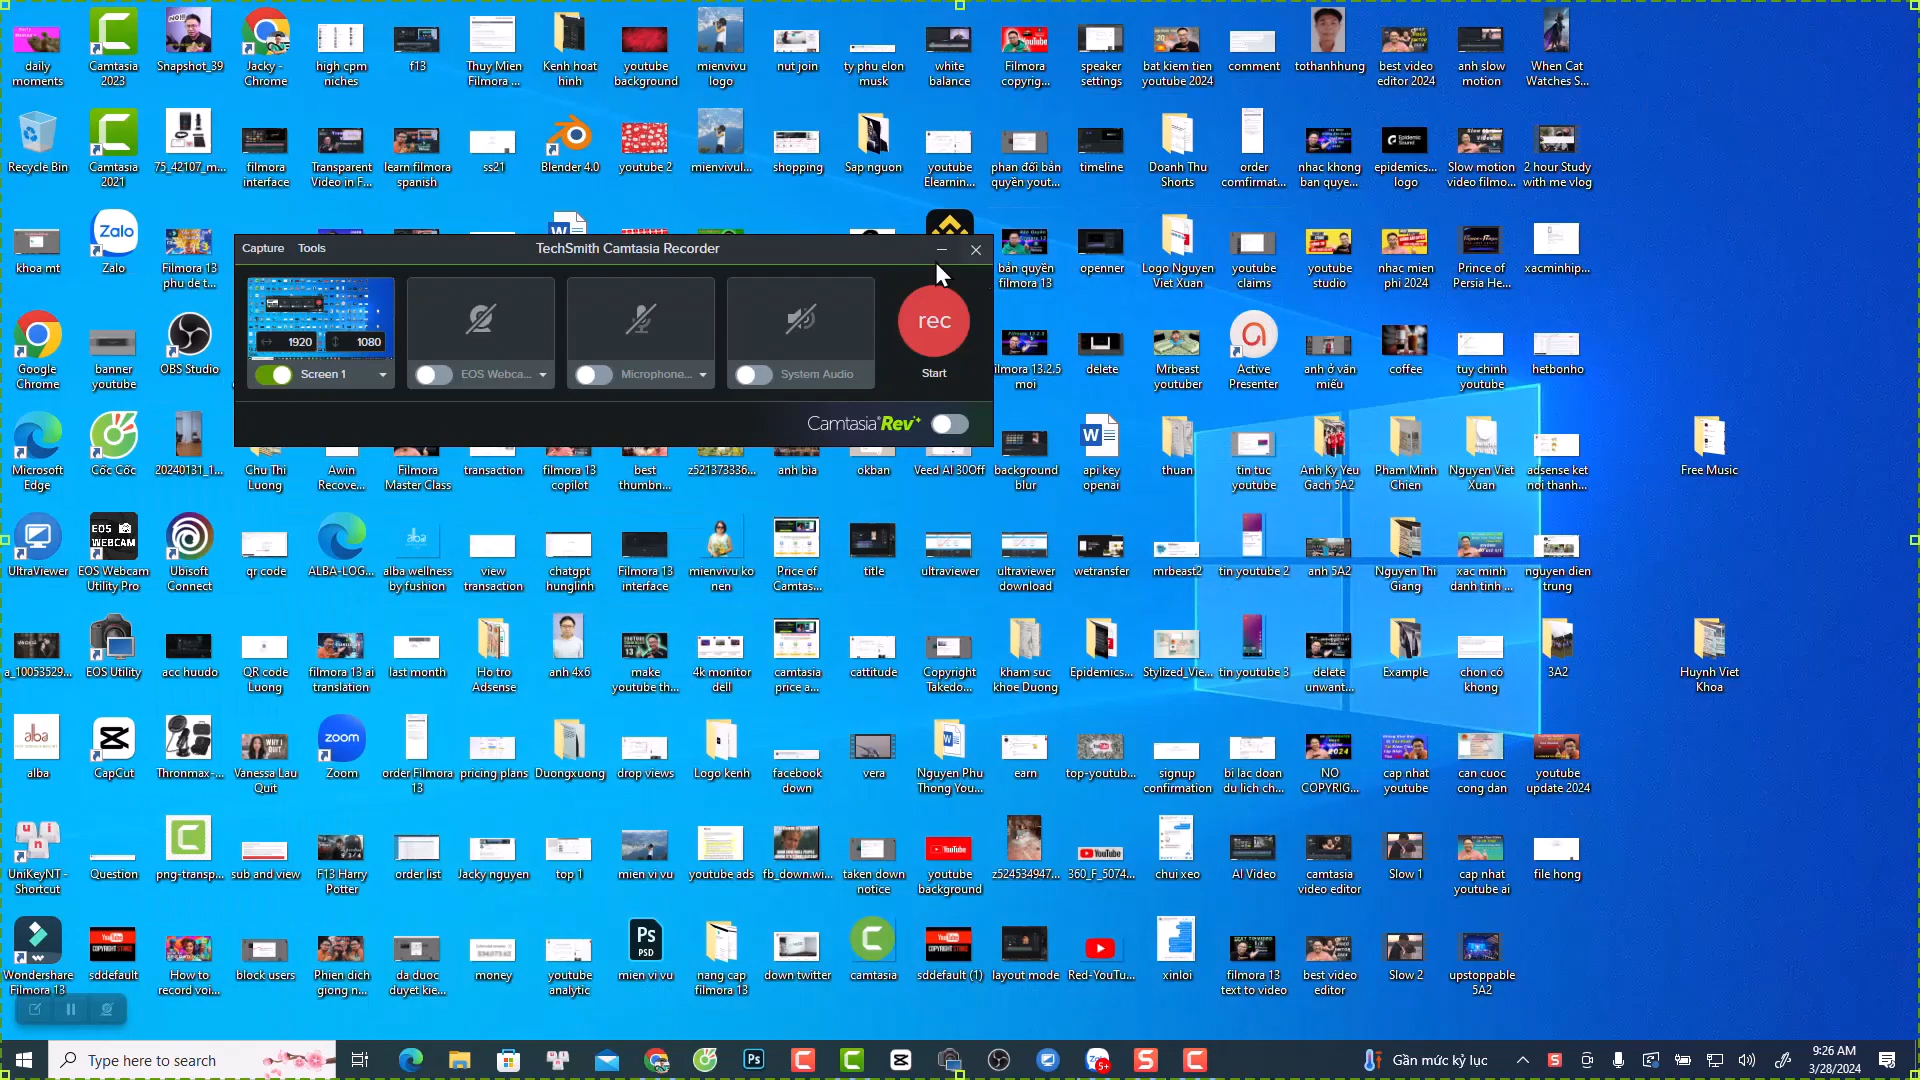 daily
moments
Camtasia
2023
Snapshot_39
Jacky -
Chrome
high cpm
niches
f13
Thuy Mien
Filmora ...
Kenh hoat
hinh
youtube
background
mienvivu
logo
nut join
ty phu elon
musk
white
balance
Filmora
copyrig...
speaker
settings
bat kiem tien
youtube 2024
comment
tothanhhung
best video
editor 2024
anh slow
motion
When Cat
Watches S...
Recycle Bin
Camtasia
2021
75_42107_m...
filmora
interface
Transparent
Video in F...
learn filmora
spanish
ss21
Blender 4.0
youtube 2
mienvivul...
shopping
Sap nguon
youtube
Elearnin...
phan đối bản
quyền yout...
timeline
Doanh Thu
Shorts
order
comfirmat...
nhac khong
ban quye...
epidemics...
logo
Slow motion
video filmo...
2 hour Study
with me vlog
khoa mt
Zalo
Filmora 13
phu de t...
bản quyền
filmora 13
openner
Logo Nguyen
Viet Xuan
youtube
claims
youtube
studio
nhac mien
phi 2024
Prince of
Persia He...
xacminhip...
Capture
Tools
TechSmith Camtasia Recorder
1920
1080
Screen 1
EOS Webca...
Microphone...
System Audio
rec
Start
Camtasia Rev
Google
Chrome
banner
youtube
OBS Studio
ilmora 13.2.5
moi
delete
Mrbeast
youtuber
Active
Presenter
anh ở văn
miếu
coffee
tuy chinh
youtube
hetbonho
Microsoft
Edge
Cốc Cốc
20240131_1...
Chu Thi
Luong
Awin
Recove...
Filmora
Master Class
transaction
filmora 13
copilot
best
thumbn...
z521373336...
anh bia
okban
Veed AI 30Off
background
blur
api key
openai
thuan
tin tuc
youtube
Anh Ky Yeu
Gach 5A2
Pham Minh
Chien
Nguyen Viet
Xuan
adsense ket
noi thanh...
Free Music
UltraViewer
EOS Webcam
Utility Pro
Ubisoft
Connect
qr code
ALBA-LOG...
alba wellness
by fashion
view
transaction
chatgpt
hunglinh
Filmora 13
interface
mienvivu ko
nen
Price of
Camtas...
title
ultraviewer
ultraviewer
download
wetransfer
mrbeast2
tin youtube 2
anh 5A2
Nguyen Thi
Giang
xac minh
danh tinh ...
nguyen dien
trung
a_10053529...
EOS Utility
acc huudo
QR code
Luong
filmora 13 ai
translation
last month
Ho tro
Adsense
anh 4x6
make
youtube th...
4k monitor
dell
camtasia
price a...
cattitude
Copyright
Takedo...
kham suc
khoe Duong
Epidemics...
Stylized_Vie...
tin youtube 3
delete
unwant...
Example
chon có
khong
3A2
Huynh Viet
Khoa
alba
CapCut
Thronmax-...
Vanessa Lau
Quit
Zoom
order Filmora
13
pricing plans
Duongxuong
drop views
Logo kenh
facebook
down
vera
Nguyen Phu
Thong You...
earn
top-youtub...
signup
confirmation
bi lac doan
du lich ch...
NO
COPYRIG...
cap nhat
youtube
can cuoc
cong dan
youtube
update 2024
UniKeyNT -
Shortcut
Question
png-transp...
sub and view
F13 Harry
Potter
order list
Jacky nguyen
top 1
mien vi vu
youtube ads
fb_down.wi...
taken down
notice
youtube
background
z524534947...
360_F_5074...
chui xeo
AI Video
camtasia
video editor
Slow 1
cap nhat
youtube ai
file hong
Wondershare
Filmora 13
sddefault
How to
record voi...
block users
Phien dich
giong n...
da duoc
duyet kie...
money
youtube
analytic
mien vi vu
nang cap
filmora 13
down twitter
camtasia
sddefault (1)
layout mode
Red-YouTu...
xinloi
filmora 13
text to video
best video
editor
Slow 2
upstoppable
5A2
Type here to search
Gần mức kỷ lục
9:26 AM
3/28/2024